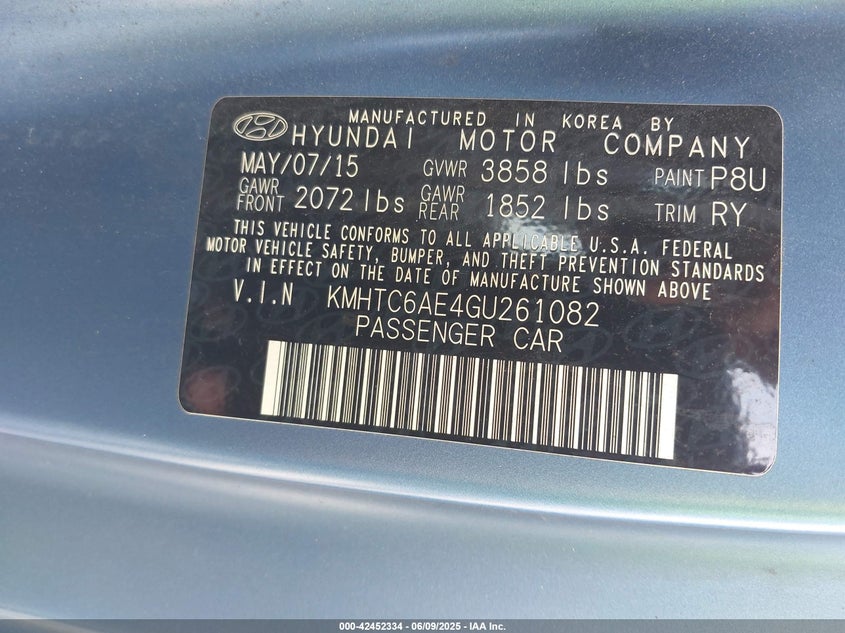 MANUFACTURED IN KOREA BY
HYUNDAI MOTOR COMPANY
MAY/07/15 GVWR 3858 lbs PAINT P8U
GAWR FRONT 2072 lbs GAWR REAR 1852 lbs TRIM RY
THIS VEHICLE CONFORMS TO ALL APPLICABLE U.S.A. FEDERAL
MOTOR VEHICLE SAFETY, BUMPER, AND THEFT PREVENTION STANDARDS
IN EFFECT ON THE DATE OF MANUFACTURE SHOWN ABOVE
V.I.N KMHTC6AE4GU261082
PASSENGER CAR
000-42452334 | 06/09/2025 - IAA Inc.